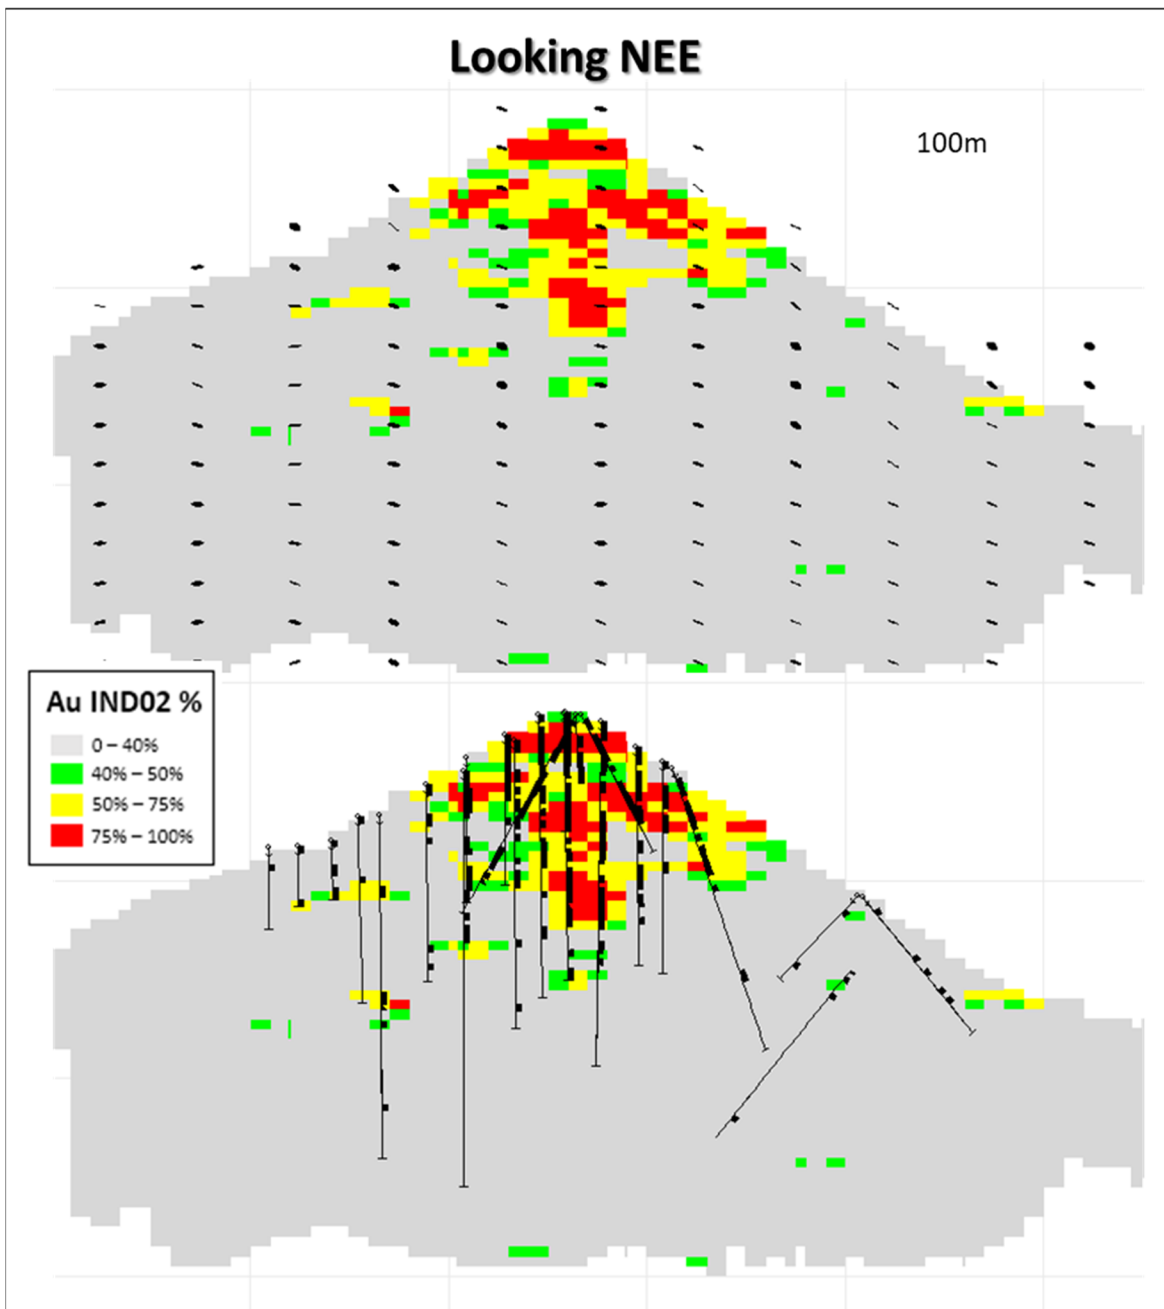 Looking NEE
100m
Au IND02 %
0 – 40%
40% – 50%
50% – 75%
75% – 100%